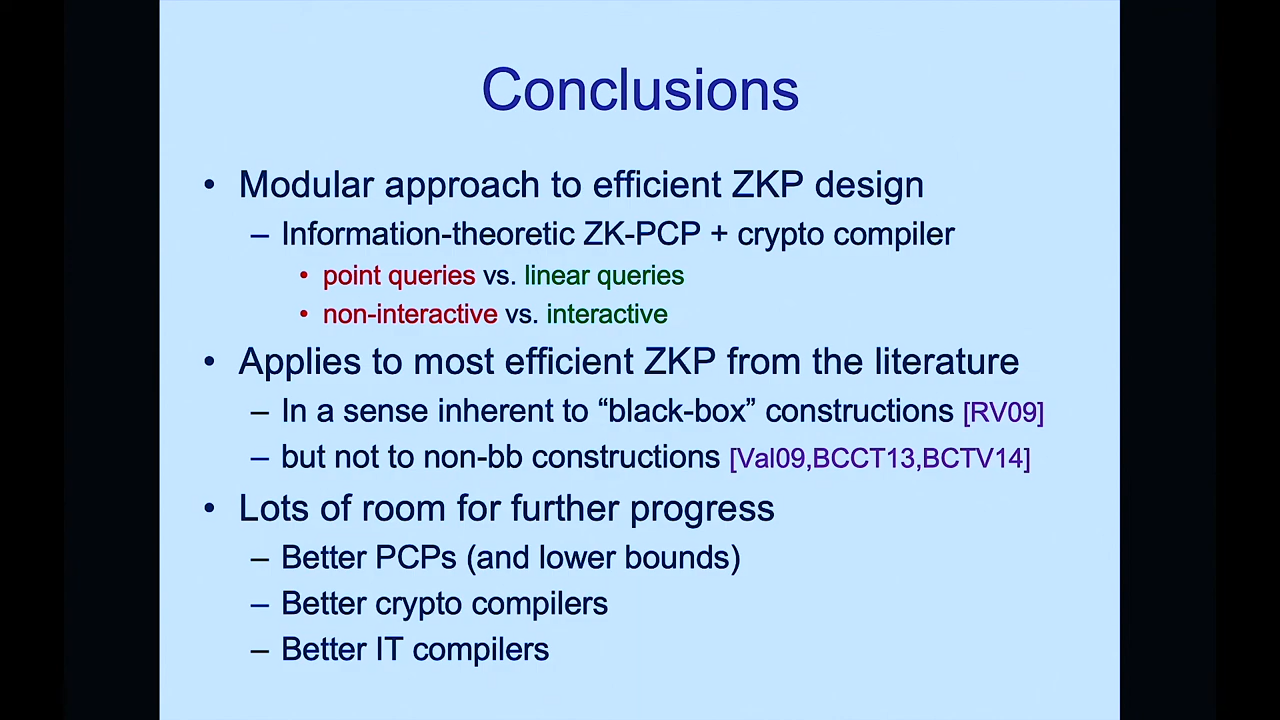 Conclusions
• Modular approach to efficient ZKP design
– Information-theoretic ZK-PCP + crypto compiler
• point queries vs. linear queries
• non-interactive vs. interactive
• Applies to most efficient ZKP from the literature
– In a sense inherent to “black-box” constructions [RV09]
– but not to non-bb constructions [Val09,BCCT13,BCTV14]
• Lots of room for further progress
– Better PCPs (and lower bounds)
– Better crypto compilers
– Better IT compilers